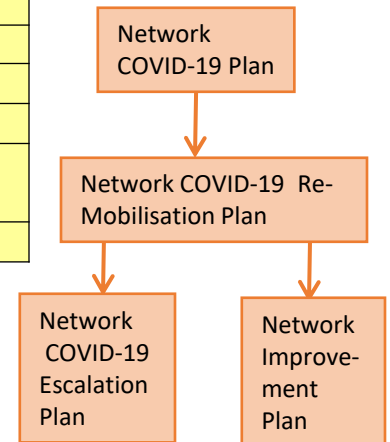 Network
COVID-19 Plan
Network COVID-19 Re-
Mobilisation Plan
Network
COVID-19
Escalation
Plan
Network
Improve-
ment
Plan